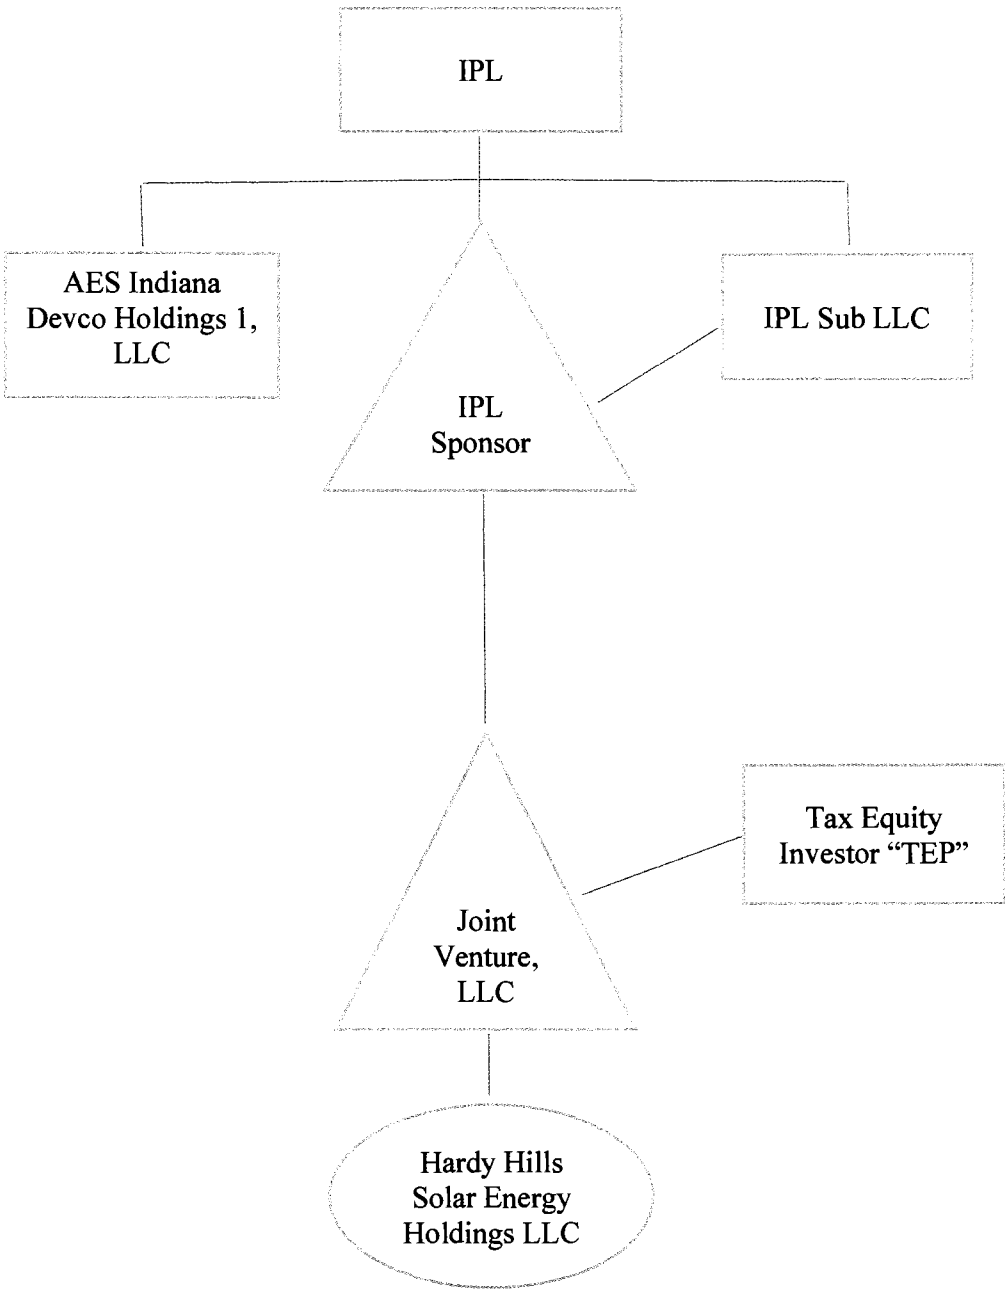 IPL
AES Indiana
Devco Holdings 1,
LLC
IPL Sub LLC
IPL
Sponsor
Tax Equity
Investor “TEP”
Joint
Venture,
LLC
Hardy Hills
Solar Energy
Holdings LLC